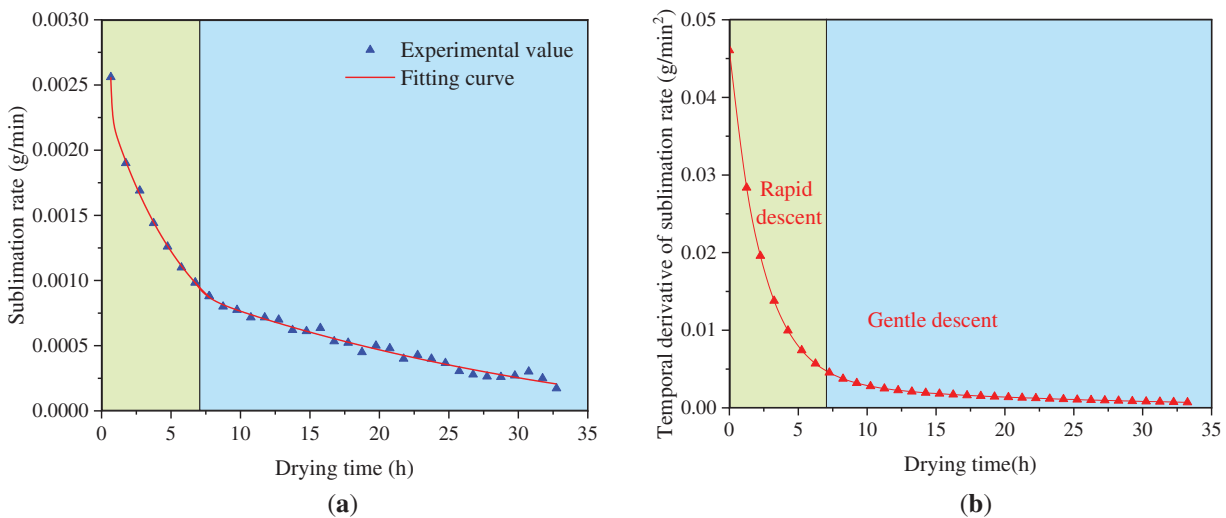 0.0030
0.0025
0.0020
0.0015
0.0010
0.0005
0.0000
Sublimation rate (g/min)
Experimental value
Fitting curve
0 5 10 15 20 25 30 35
Drying time (h)
(a)
0.05
0.04
0.03
0.02
0.01
0.00
Temporal derivative of sublimation rate (g/min²)
Rapid
descent
Gentle descent
0 5 10 15 20 25 30 35
Drying time(h)
(b)